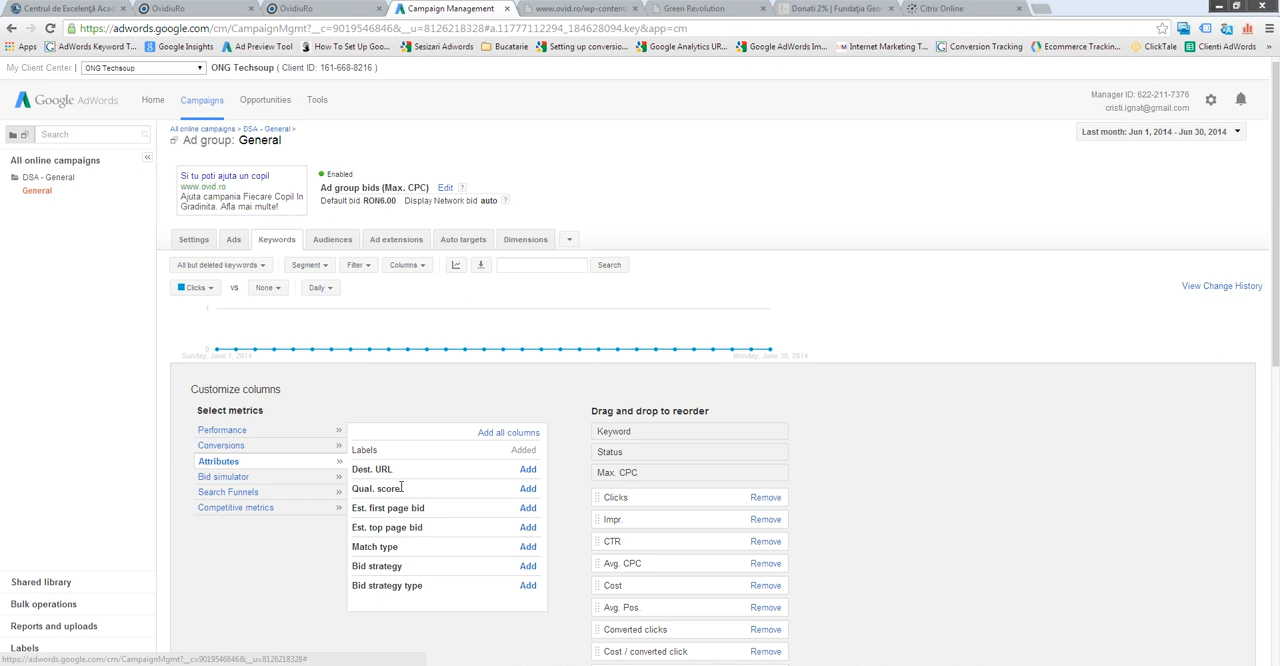 Centrul de Excelență Acad
OvidiuRo
OvidiuRo
Campaign Management
www.ovid.ro/wp-content
Green Revolution
Donati 2% | Fundația Geo
Citrix Online
https://adwords.google.com/cm/CampaignMgmt?__c=9019546846&__u=8126218328#a.11777112294_184628094.key&app=cm
Apps
AdWords Keyword T...
Google Insights
Ad Preview Tool
How To Set Up Goo...
Sesizari Adwords
Bucatarie
Setting up conversio...
Google Analytics UR...
Google AdWords Im...
Internet Marketing T...
Conversion Tracking
Ecommerce Trackin...
ClickTale
Clienti AdWords
»
My Client Center
ONG Techsoup
ONG Techsoup ( Client ID: 161-668-8216 )
Google AdWords
Home
Campaigns
Opportunities
Tools
Manager ID: 622-211-7376
cristi.ignat@gmail.com
Search
All online campaigns
DSA - General
General
All online campaigns > DSA - General >
Ad group: General
Last month: Jun 1, 2014 - Jun 30, 2014
Si tu poti ajuta un copil
www.ovid.ro
Ajuta campania Fiecare Copil In
Gradinita. Afla mai multe!
Enabled
Ad group bids (Max. CPC) Edit ?
Default bid RON6.00 Display Network bid auto ?
Settings
Ads
Keywords
Audiences
Ad extensions
Auto targets
Dimensions
All but deleted keywords
Segment
Filter
Columns
Search
Clicks
vs
None
Daily
View Change History
1
0
Sunday, June 1, 2014
Monday, June 30, 2014
Customize columns
Select metrics
Performance »
Conversions »
Attributes »
Bid simulator »
Search Funnels »
Competitive metrics »
Add all columns
Labels Added
Dest. URL Add
Qual. score Add
Est. first page bid Add
Est. top page bid Add
Match type Add
Bid strategy Add
Bid strategy type Add
Drag and drop to reorder
Keyword
Status
Max. CPC
Clicks Remove
Impr. Remove
CTR Remove
Avg. CPC Remove
Cost Remove
Avg. Pos. Remove
Converted clicks Remove
Cost / converted click Remove
Shared library
Bulk operations
Reports and uploads
Labels
https://adwords.google.com/cm/CampaignMgmt?__c=9019546846&__u=8126218328#